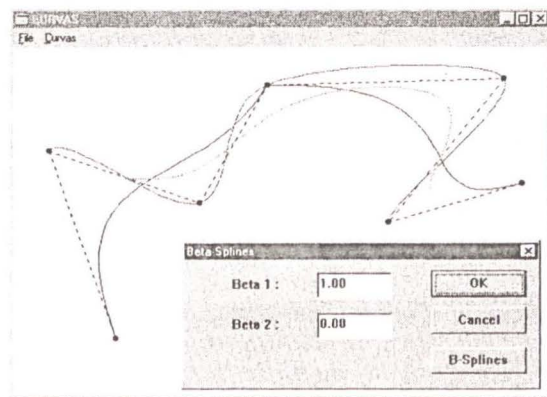 CURVAS
File Curvas
Beta Splines
Beta 1 : 1.00 OK
Beta 2 : 0.00 Cancel
B-Splines